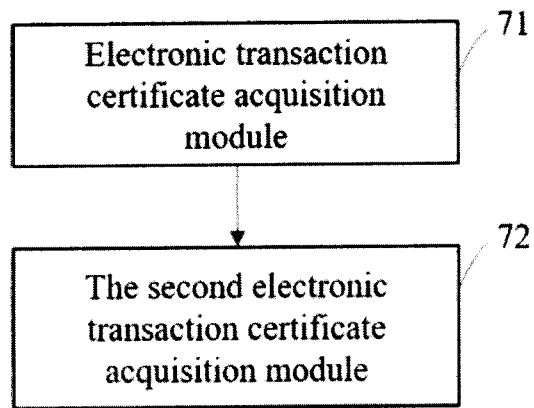 71
Electronic transaction
certificate acquisition
module
72
The second electronic
transaction certificate
acquisition module